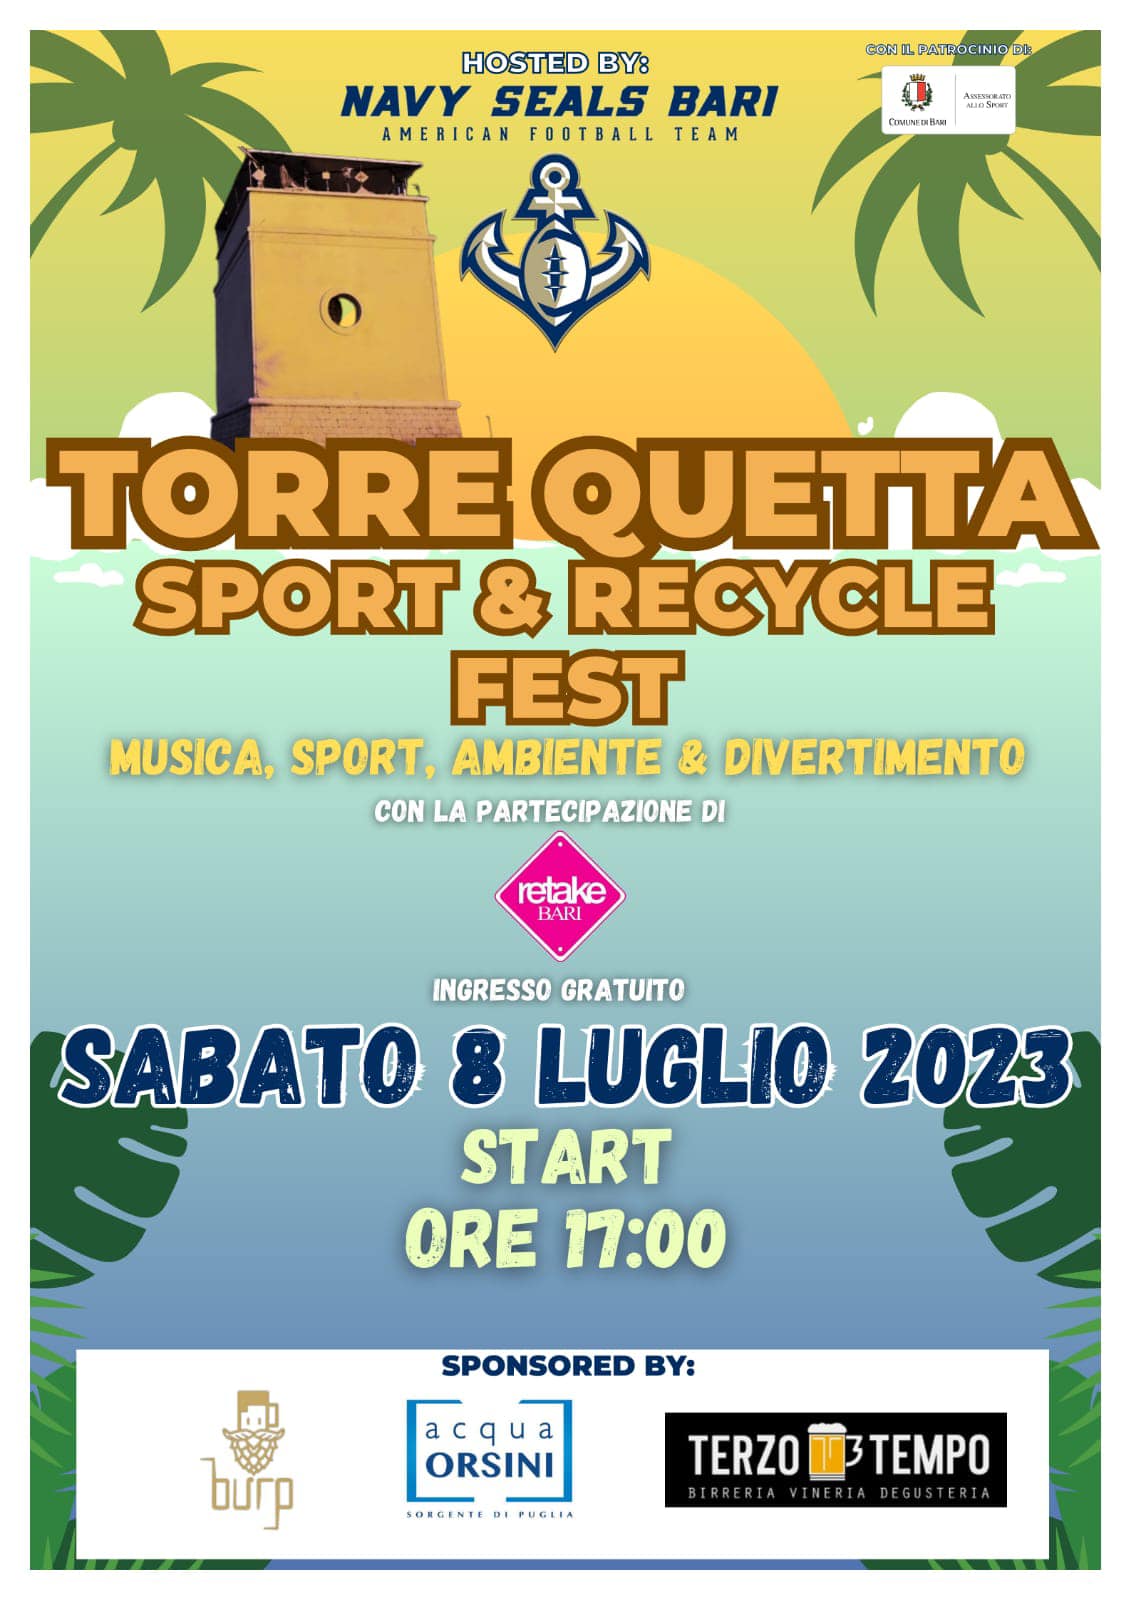 HOSTED BY:
NAVY SEALS BARI
AMERICAN FOOTBALL TEAM
CON IL PATROCINIO DI:
COMUNE DI BARI
ASSESSORATO
ALLO SPORT
TORRE QUETTA
SPORT & RECYCLE
FEST
MUSICA, SPORT, AMBIENTE & DIVERTIMENTO
CON LA PARTECIPAZIONE DI
retake
BARI
INGRESSO GRATUITO
SABATO 8 LUGLIO 2023
START
ORE 17:00
SPONSORED BY:
burp
acqua
ORSINI
SORGENTE DI PUGLIA
TERZO T3 TEMPO
BIRRERIA VINERIA DEGUSTERIA